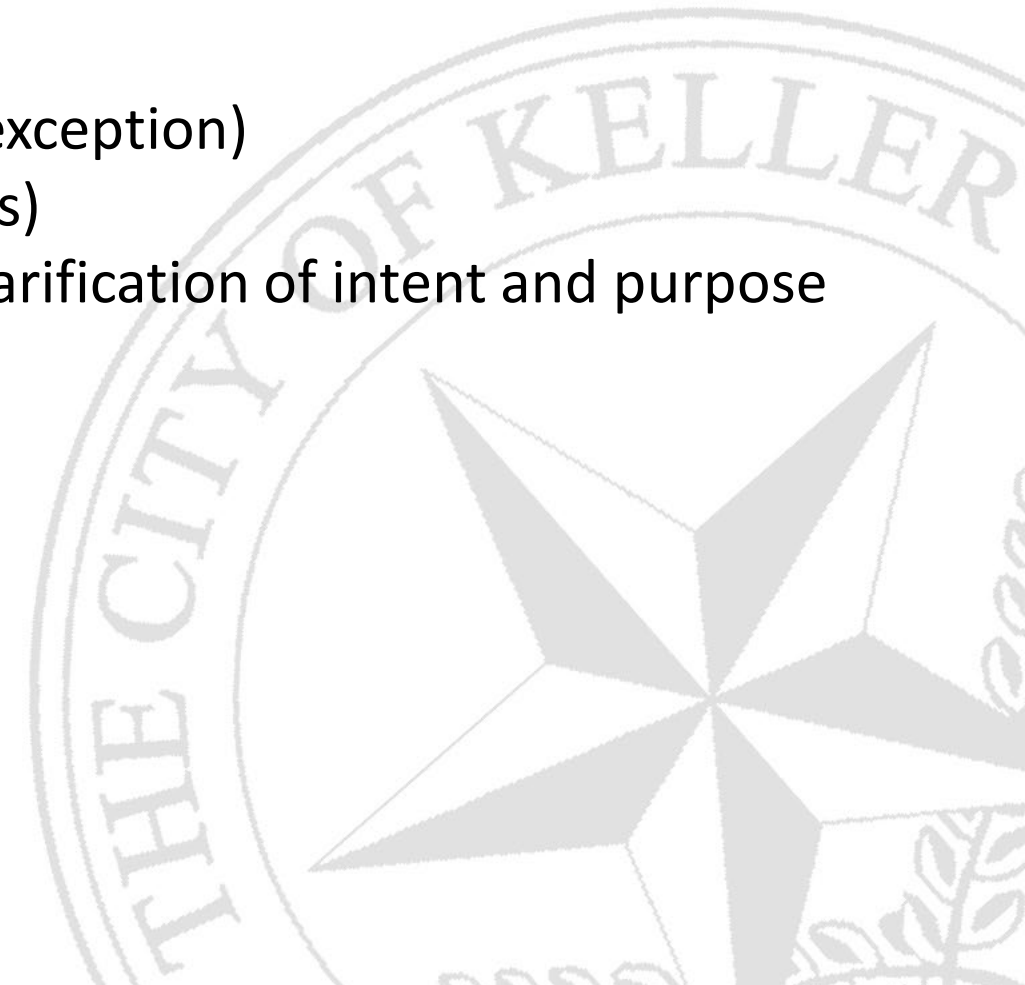 exception)
s)
arification of intent and purpose
THE CITY OF KELLER